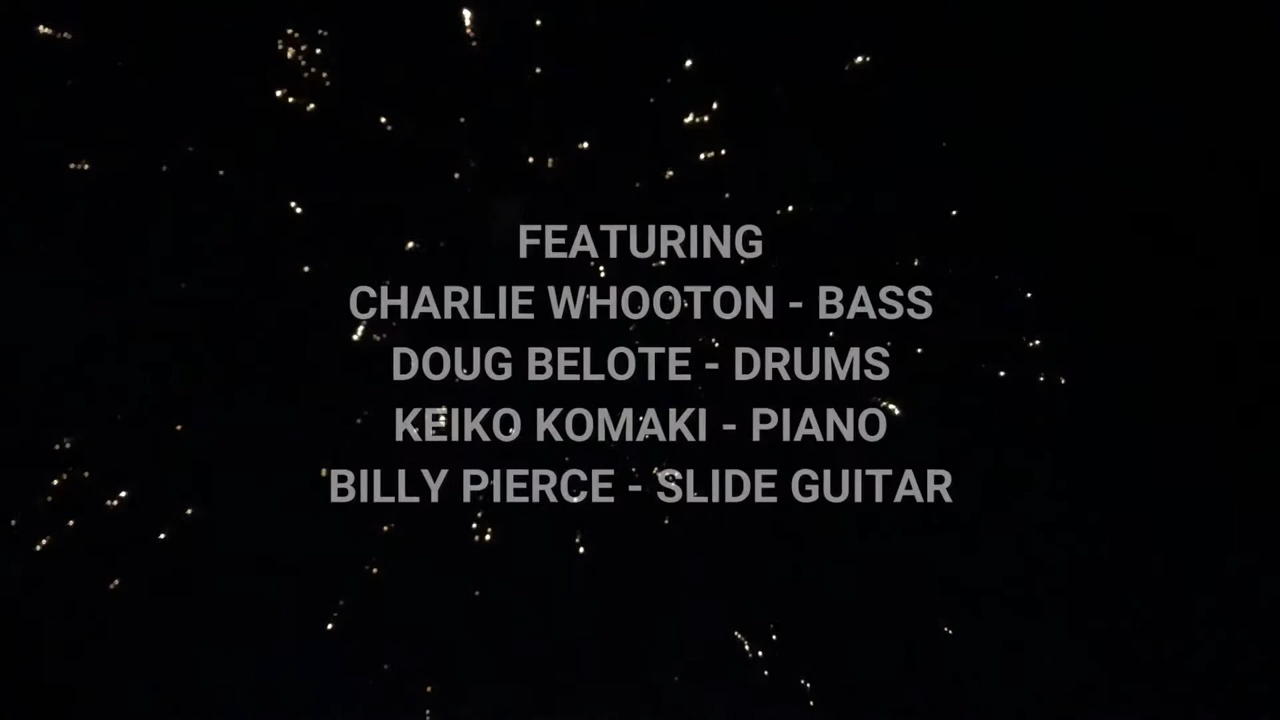 FEATURING
CHARLIE WHOOTON - BASS
DOUG BELOTE - DRUMS
KEIKO KOMAKI - PIANO
BILLY PIERCE - SLIDE GUITAR